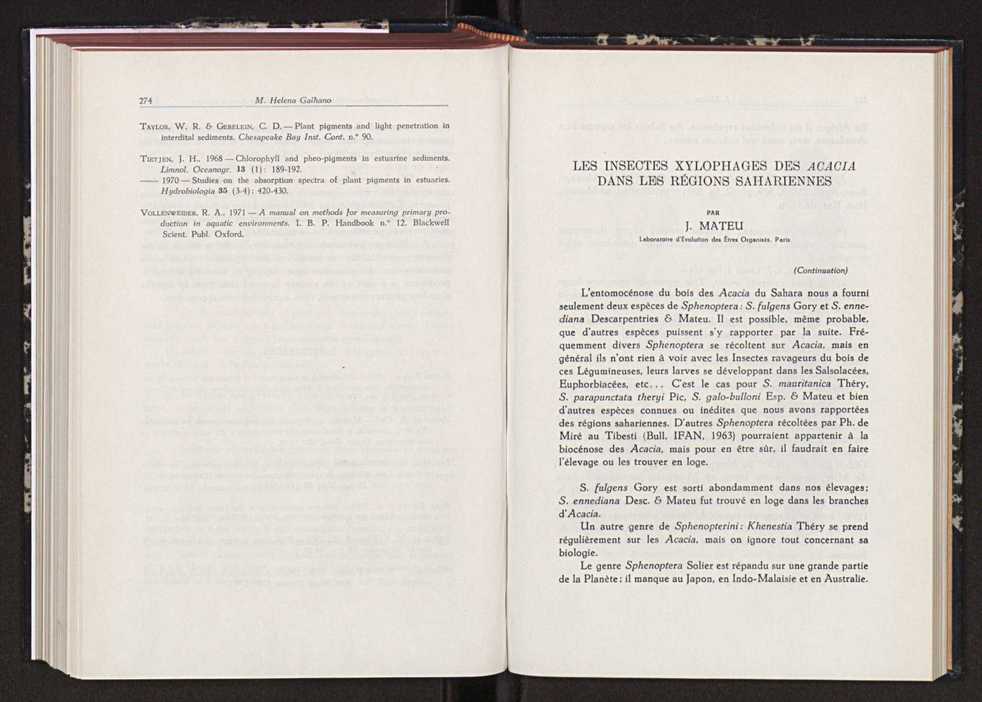 274 M. Helena Galhano
TAYLOR, W. R. & GEBELEIN, C. D. — Plant pigments and light penetration in
interdital sediments. Chesapeake Bay Inst. Cont. n.° 90.
TIETJEN, J. H., 1968 — Chlorophyll and pheo-pigments in estuarine sediments.
Limnol. Oceanogr. 13 (1): 189-192.
—— 1970 — Studies on the absorption spectra of plant pigments in estuaries.
Hydrobiologia 35 (3-4): 420-430.
VOLLENWEIDER, R. A., 1971 — A manual on methods for measuring primary pro-
duction in aquatic environments. I. B. P. Handbook n.° 12. Blackwell
Scient. Publ. Oxford.
LES INSECTES XYLOPHAGES DES ACACIA
DANS LES RÉGIONS SAHARIENNES
PAR
J. MATEU
Laboratoire d'Evolution des Êtres Organisés. Paris
(Continuation)
L'entomocénose du bois des Acacia du Sahara nous a fourni
seulement deux espèces de Sphenoptera: S. fulgens Gory et S. enne-
diana Descarpentries & Mateu. Il est possible, même probable,
que d'autres espèces puissent s'y rapporter par la suite. Fré-
quemment divers Sphenoptera se récoltent sur Acacia, mais en
général ils n'ont rien à voir avec les Insectes ravageurs du bois de
ces Légumineuses, leurs larves se développant dans les Salsolacées,
Euphorbiacées, etc... C'est le cas pour S. mauritanica Théry,
S. parapunctata theryi Pic, S. galo-bulloni Esp. & Mateu et bien
d'autres espèces connues ou inédites que nous avons rapportées
des régions sahariennes. D'autres Sphenoptera récoltées par Ph. de
Miré au Tibesti (Bull. IFAN, 1963) pourraient appartenir à la
biocénose des Acacia, mais pour en être sûr, il faudrait en faire
l'élevage ou les trouver en loge.
S. fulgens Gory est sorti abondamment dans nos élevages;
S. ennediana Desc. & Mateu fut trouvé en loge dans les branches
d'Acacia.
Un autre genre de Sphenopterini: Khenestia Théry se prend
régulièrement sur les Acacia, mais on ignore tout concernant sa
biologie.
Le genre Sphenoptera Solier est répandu sur une grande partie
de la Planète; il manque au Japon, en Indo-Malaisie et en Australie.